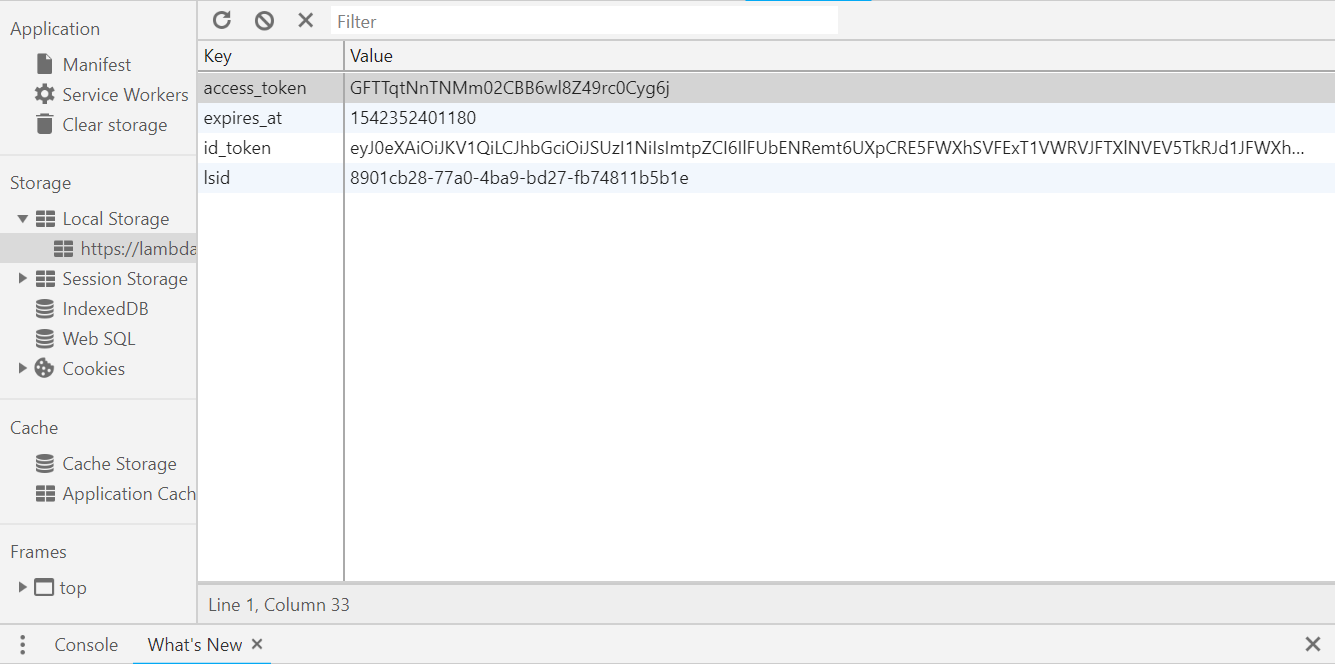 Application
Manifest
Service Workers
Clear storage
Storage
Local Storage
https://lambda
Session Storage
IndexedDB
Web SQL
Cookies
Cache
Cache Storage
Application Cach
Frames
top
Filter
Key Value
access_token GFTTqtNnTNMm02CBB6wl8Z49rc0Cyg6j
expires_at 1542352401180
id_token eyJ0eXAiOiJKV1QiLCJhbGciOiJSUzI1NiIsImtpZCI6IlFUbENRemt6UXpCRE5FWXhSVFExT1VWRVJFTXlNVEV5TkRJd1JFWXh...
lsid 8901cb28-77a0-4ba9-bd27-fb74811b5b1e
Line 1, Column 33
Console What's New